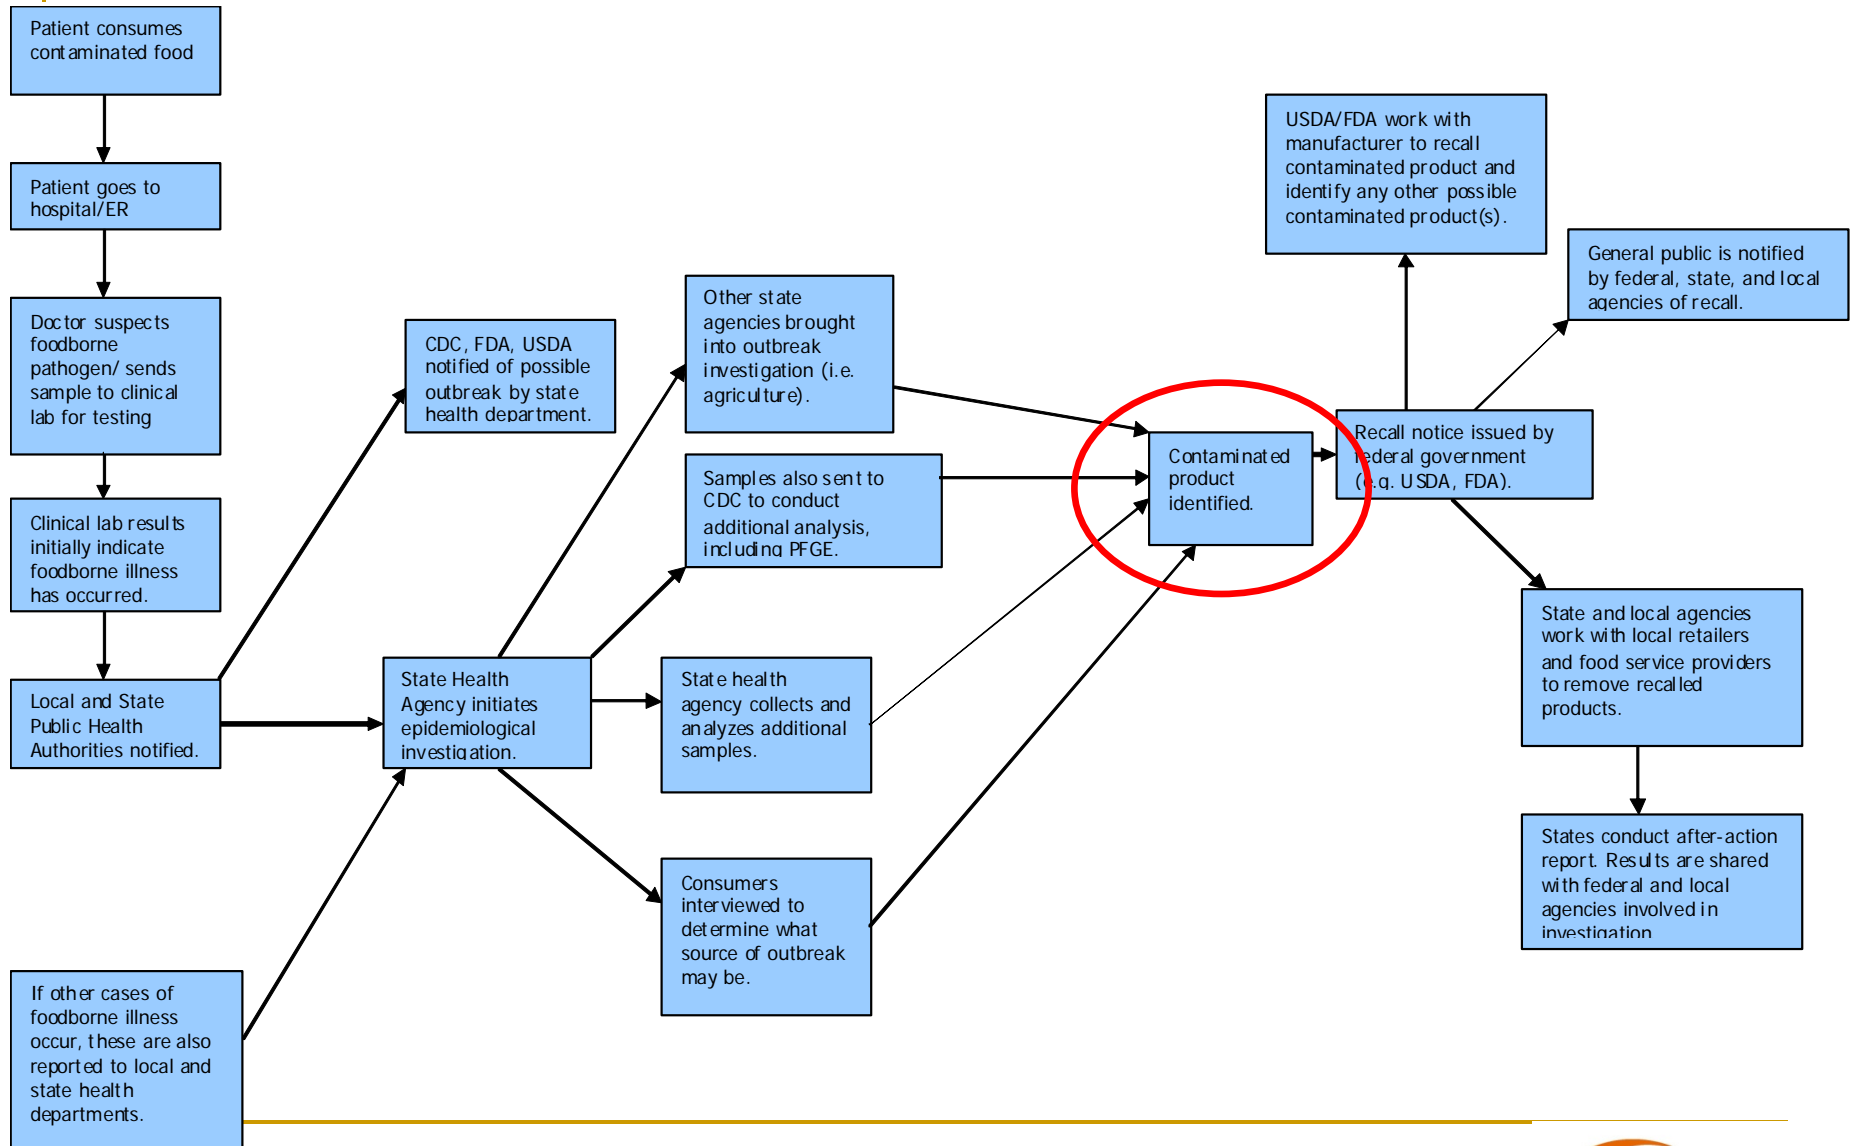 Patient consumes
contaminated food
Patient goes to
hospital/ER
Doctor suspects
foodborne
pathogen/ sends
sample to clinical
lab for testing
Clinical lab results
initially indicate
foodborne illness
has occurred.
Local and State
Public Health
Authorities notified.
If other cases of
foodborne illness
occur, these are also
reported to local and
state health
departments.
CDC, FDA, USDA
notified of possible
outbreak by state
health department.
State Health
Agency initiates
epidemiological
investigation.
Other state
agencies brought
into outbreak
investigation (i.e.
agriculture).
Samples also sent to
CDC to conduct
additional analysis,
including PFGE.
State health
agency collects and
analyzes additional
samples.
Consumers
interviewed to
determine what
source of outbreak
may be.
Contaminated
product
identified.
Recall notice issued by
federal government
(e.g. USDA, FDA).
USDA/FDA work with
manufacturer to recall
contaminated product and
identify any other possible
contaminated product(s).
General public is notified
by federal, state, and local
agencies of recall.
State and local agencies
work with local retailers
and food service providers
to remove recalled
products.
States conduct after-action
report. Results are shared
with federal and local
agencies involved in
investigation